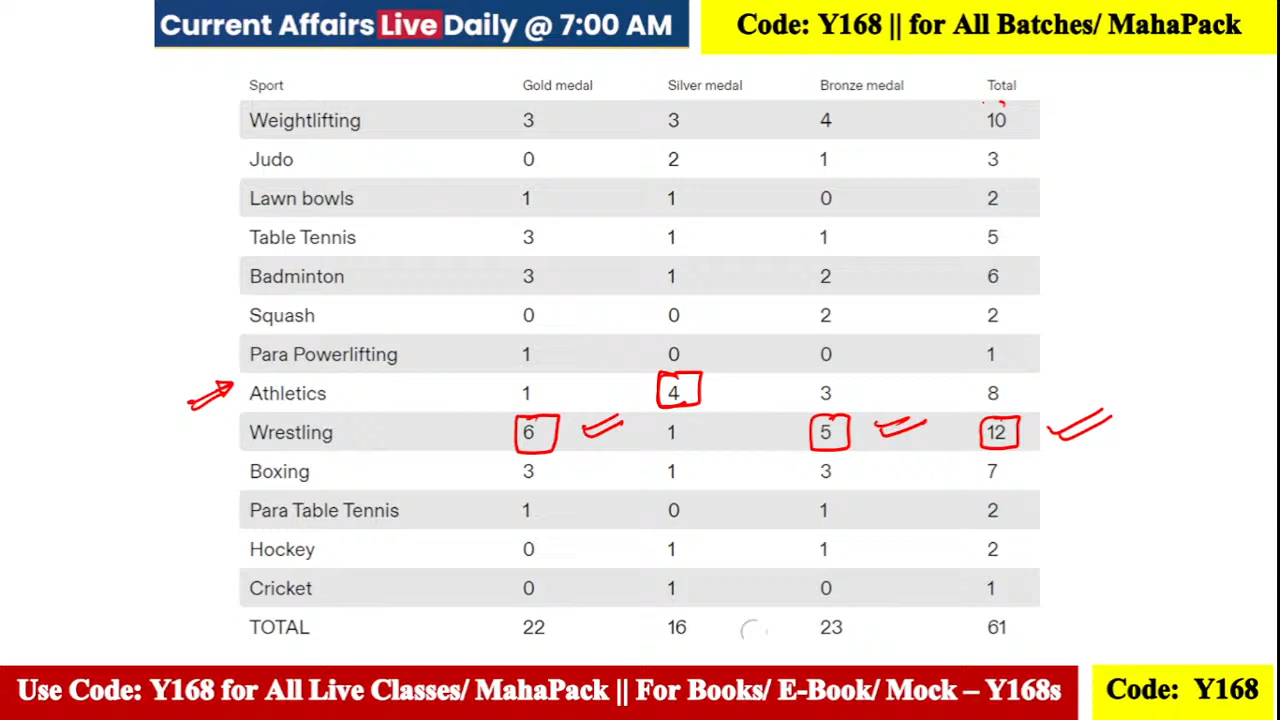 Current Affairs Live Daily @ 7:00 AM
Code: Y168 || for All Batches/ MahaPack
Sport Gold medal Silver medal Bronze medal Total
Weightlifting 3 3 4 10
Judo 0 2 1 3
Lawn bowls 1 1 0 2
Table Tennis 3 1 1 5
Badminton 3 1 2 6
Squash 0 0 2 2
Para Powerlifting 1 0 0 1
Athletics 1 4 3 8
Wrestling 6 1 5 12
Boxing 3 1 3 7
Para Table Tennis 1 0 1 2
Hockey 0 1 1 2
Cricket 0 1 0 1
TOTAL 22 16 23 61
Use Code: Y168 for All Live Classes/ MahaPack || For Books/ E-Book/ Mock – Y168s
Code: Y168